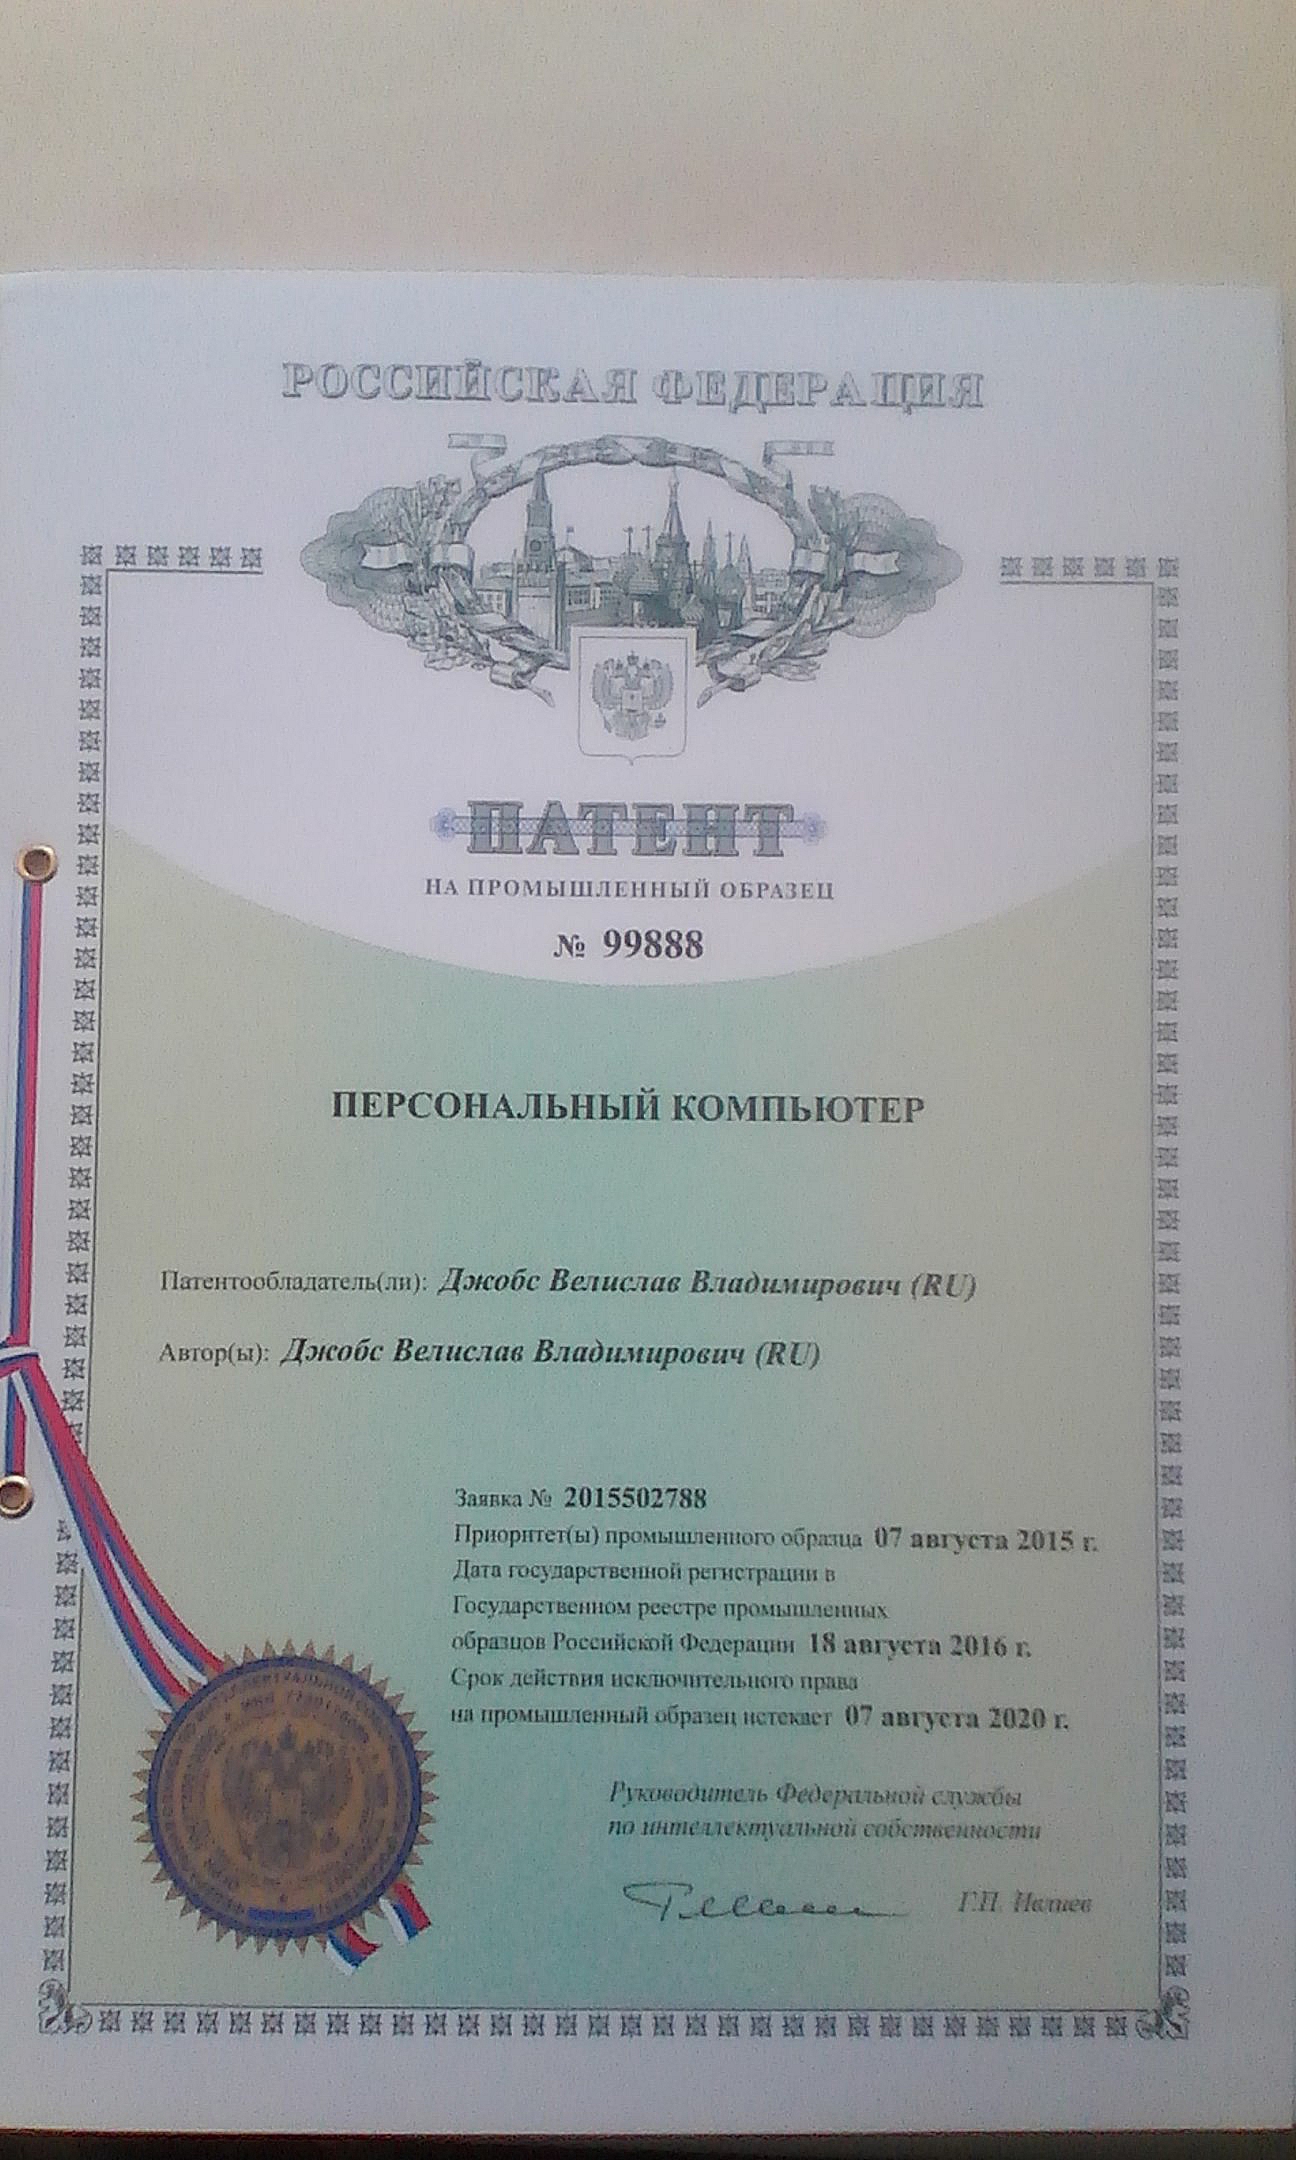 РОССИЙСКАЯ ФЕДЕРАЦИЯ
ПАТЕНТ
НА ПРОМЫШЛЕННЫЙ ОБРАЗЕЦ
№ 99888
ПЕРСОНАЛЬНЫЙ КОМПЬЮТЕР
Патентообладатель(ли): Джобс Велислав Владимирович (RU)
Автор(ы): Джобс Велислав Владимирович (RU)
Заявка № 2015502788
Приоритет(ы) промышленного образца 07 августа 2015 г.
Дата государственной регистрации в
Государственном реестре промышленных
образцов Российской Федерации 18 августа 2016 г.
Срок действия исключительного права
на промышленный образец истекает 07 августа 2020 г.
Руководитель Федеральной службы
по интеллектуальной собственности
Г.П. Ивлиев